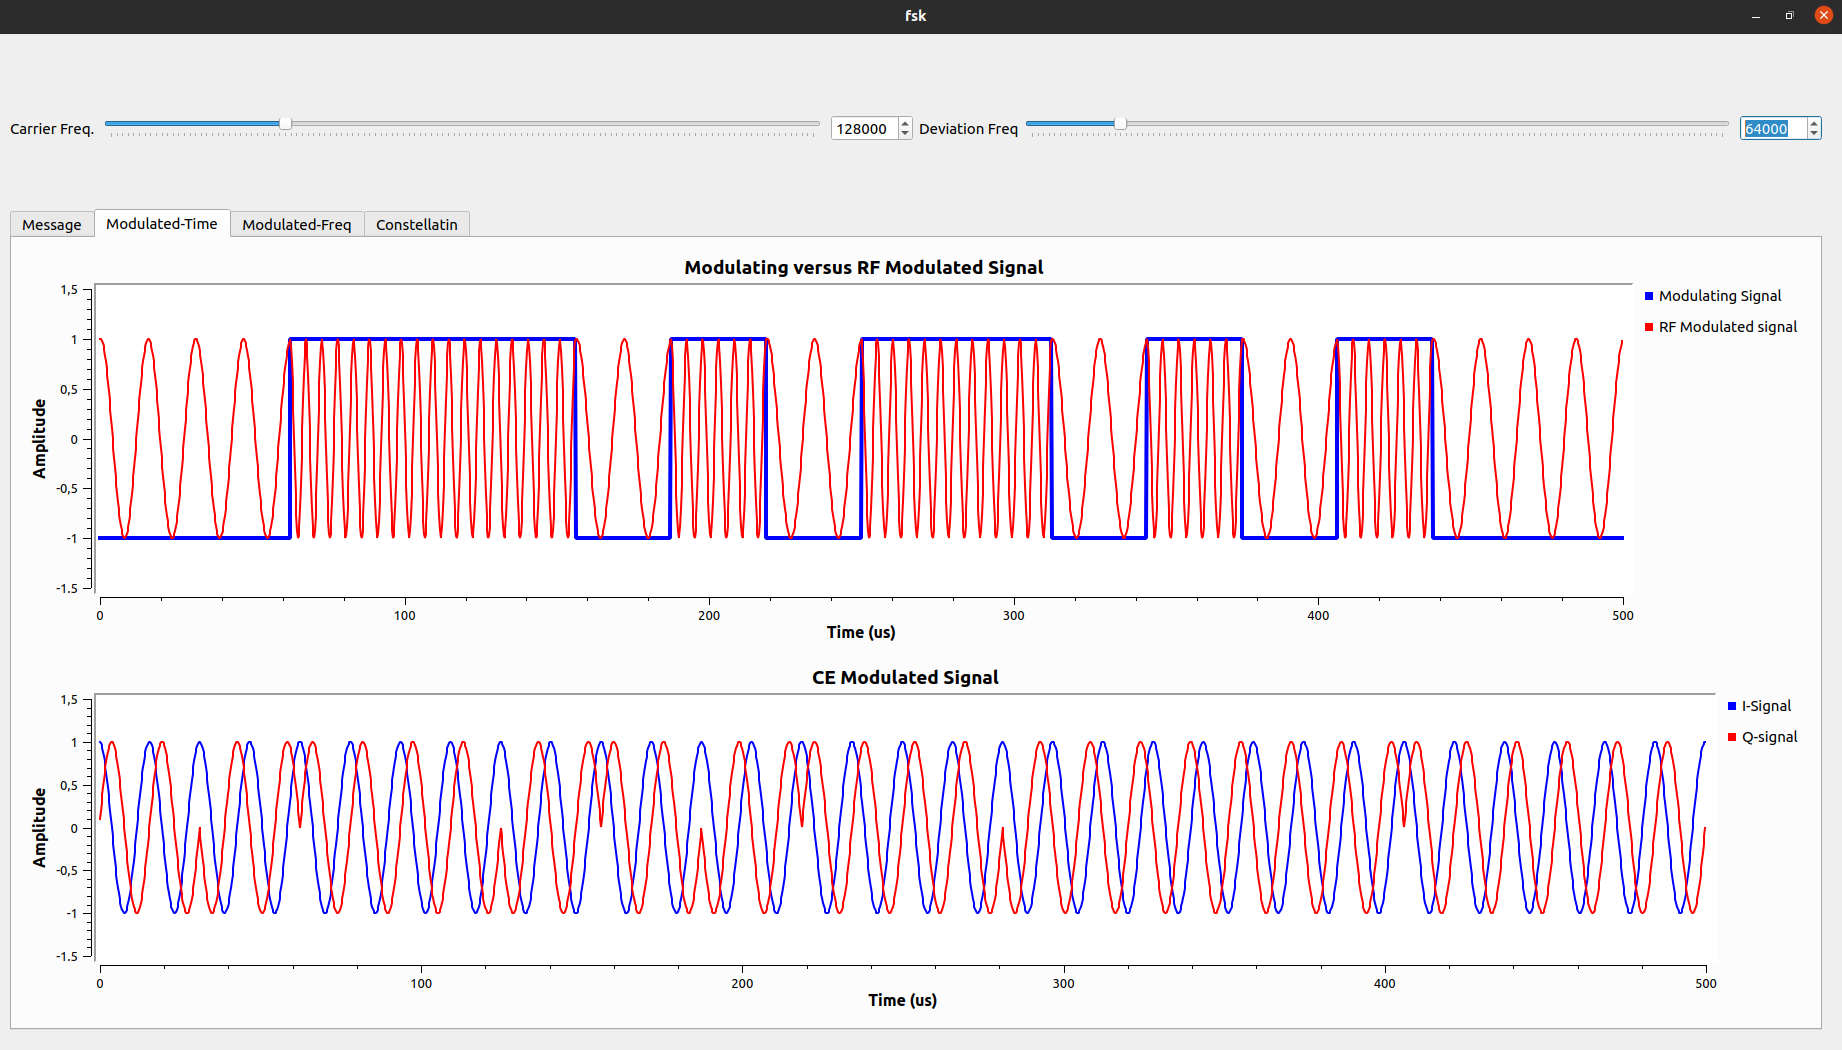 fsk
Carrier Freq.
128000
Deviation Freq
64000
Message
Modulated-Time
Modulated-Freq
Constellatin
Modulating versus RF Modulated Signal
1,5
1
0,5
0
-0,5
-1
-1.5
Amplitude
0
100
200
300
400
500
Time (us)
Modulating Signal
RF Modulated signal
CE Modulated Signal
1,5
1
0,5
0
-0,5
-1
-1.5
Amplitude
0
100
200
300
400
500
Time (us)
I-Signal
Q-signal